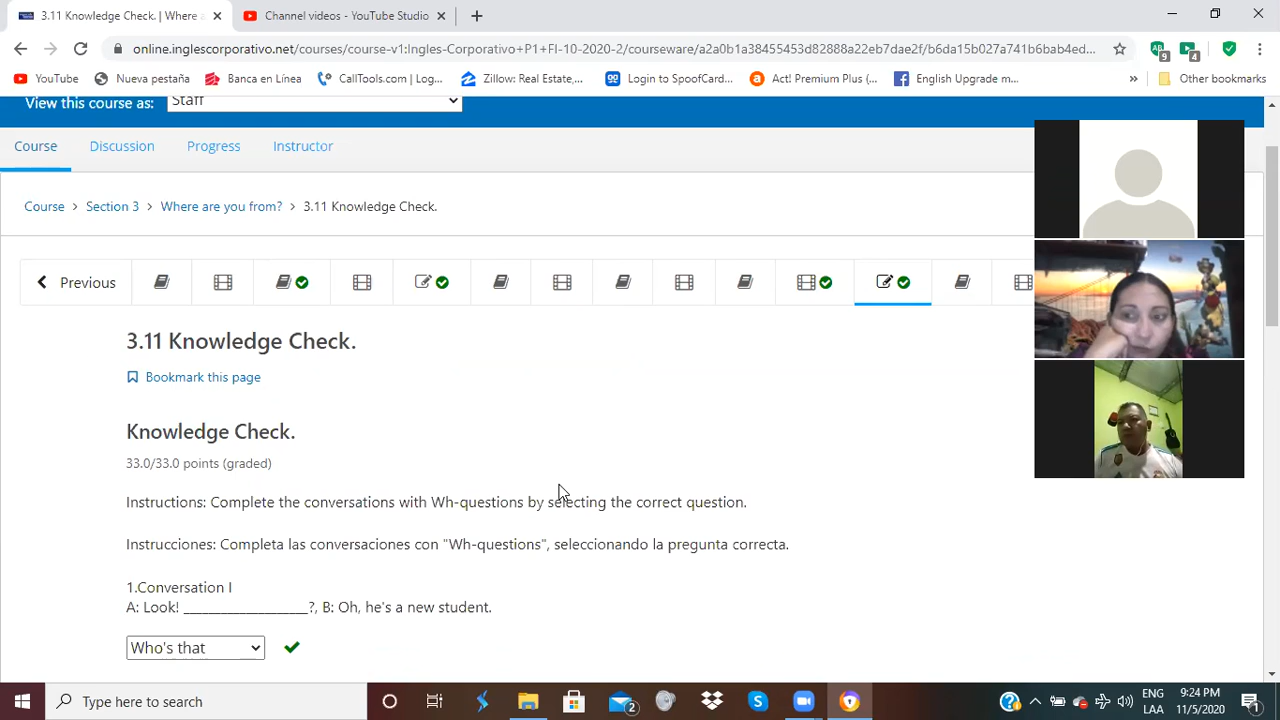 3.11 Knowledge Check. | Where a
Channel videos - YouTube Studio
online.inglescorporativo.net/courses/course-v1:Ingles-Corporativo+P1+FI-10-2020-2/courseware/a2a0b1a38455453d82888a22eb7dae2f/b6da15b027a741b6bab4ed...
9
4
YouTube
Nueva pestaña
Banca en Línea
CallTools.com | Log...
Zillow: Real Estate,...
Login to SpoofCard...
Act! Premium Plus (...
English Upgrade m...
»
Other bookmarks
View this course as:
Staff
Course
Discussion
Progress
Instructor
Course > Section 3 > Where are you from? > 3.11 Knowledge Check.
Previous
3.11 Knowledge Check.
Bookmark this page
Knowledge Check.
33.0/33.0 points (graded)
Instructions: Complete the conversations with Wh-questions by selecting the correct question.
Instrucciones: Completa las conversaciones con "Wh-questions", seleccionando la pregunta correcta.
1.Conversation I
A: Look! ____________________?, B: Oh, he's a new student.
Who's that
Type here to search
2
ENG
LAA
9:24 PM
11/5/2020
1